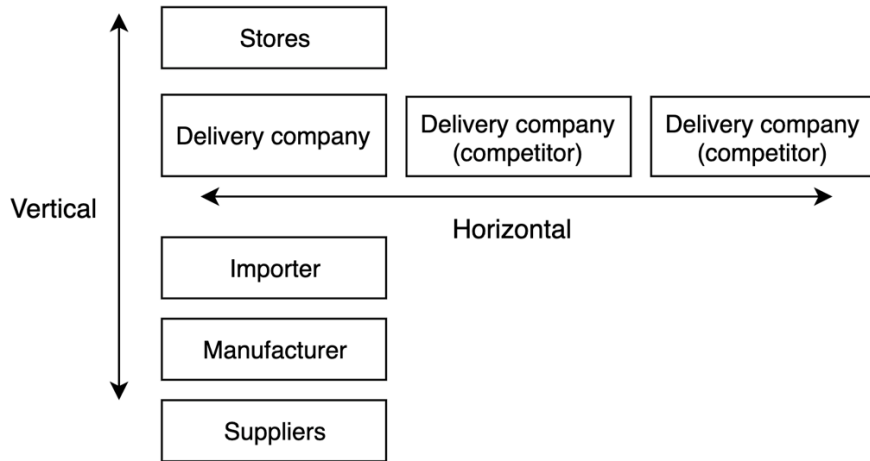 Stores
Delivery company
Delivery company
(competitor)
Delivery company
(competitor)
Vertical
Horizontal
Importer
Manufacturer
Suppliers